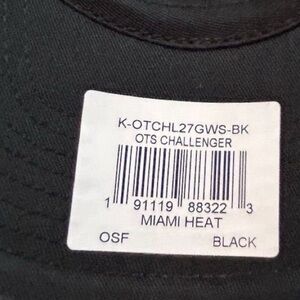 K-OTCHL27GWS-BK
OTS CHALLENGER
1 91119 88322 3
MIAMI HEAT
OSF BLACK